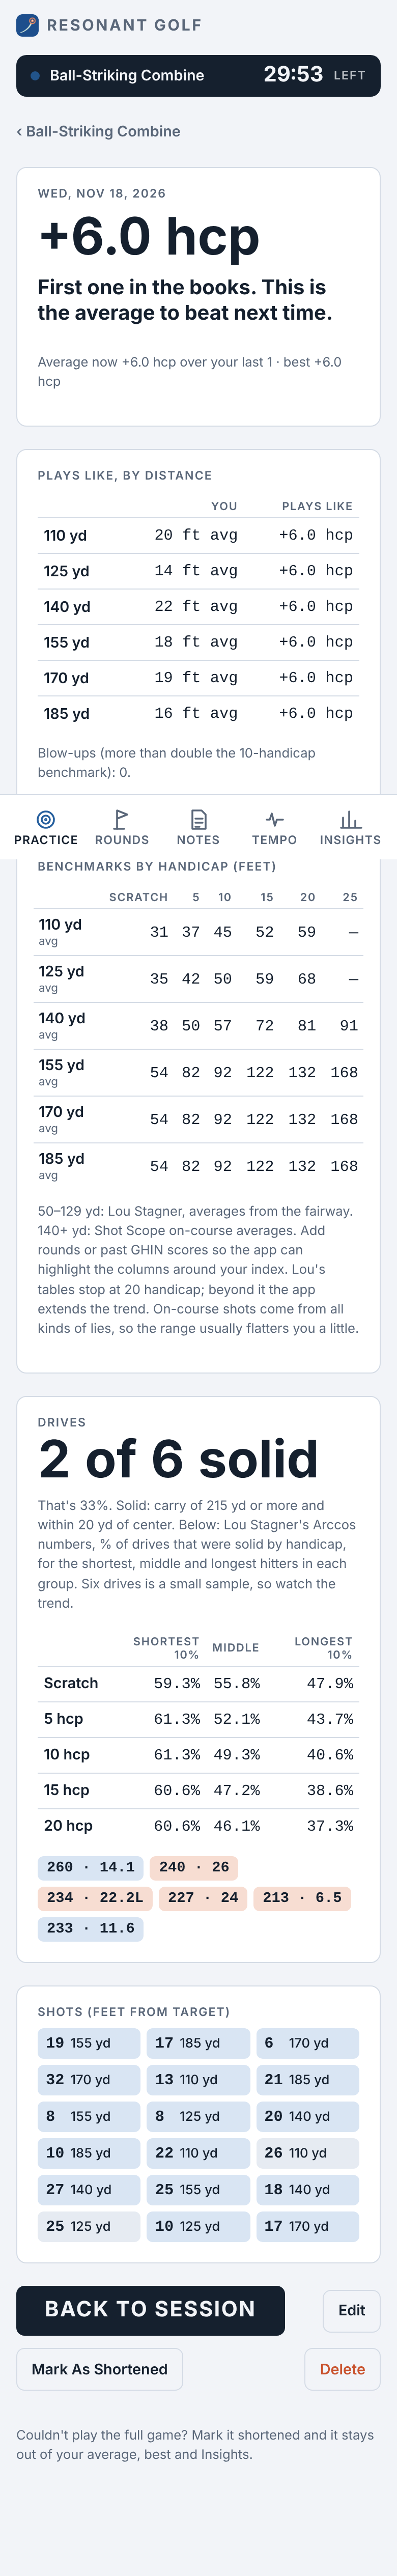 RESONANT GOLF
Ball-Striking Combine 29:53 LEFT
‹ Ball-Striking Combine
WED, NOV 18, 2026
+6.0 hcp
First one in the books. This is
the average to beat next time.
Average now +6.0 hcp over your last 1 · best +6.0
hcp
PLAYS LIKE, BY DISTANCE
YOU PLAYS LIKE
110 yd 20 ft avg +6.0 hcp
125 yd 14 ft avg +6.0 hcp
140 yd 22 ft avg +6.0 hcp
155 yd 18 ft avg +6.0 hcp
170 yd 19 ft avg +6.0 hcp
185 yd 16 ft avg +6.0 hcp
Blow-ups (more than double the 10-handicap
benchmark): 0.
PRACTICE ROUNDS NOTES TEMPO INSIGHTS
BENCHMARKS BY HANDICAP (FEET)
SCRATCH 5 10 15 20 25
110 yd 31 37 45 52 59 –
avg
125 yd 35 42 50 59 68 –
avg
140 yd 38 50 57 72 81 91
avg
155 yd 54 82 92 122 132 168
avg
170 yd 54 82 92 122 132 168
avg
185 yd 54 82 92 122 132 168
avg
50–129 yd: Lou Stagner, averages from the fairway.
140+ yd: Shot Scope on-course averages. Add
rounds or past GHIN scores so the app can
highlight the columns around your index. Lou's
tables stop at 20 handicap; beyond it the app
extends the trend. On-course shots come from all
kinds of lies, so the range usually flatters you a little.
DRIVES
2 of 6 solid
That's 33%. Solid: carry of 215 yd or more and
within 20 yd of center. Below: Lou Stagner's Arccos
numbers, % of drives that were solid by handicap,
for the shortest, middle and longest hitters in each
group. Six drives is a small sample, so watch the
trend.
SHORTEST 10% MIDDLE LONGEST 10%
Scratch 59.3% 55.8% 47.9%
5 hcp 61.3% 52.1% 43.7%
10 hcp 61.3% 49.3% 40.6%
15 hcp 60.6% 47.2% 38.6%
20 hcp 60.6% 46.1% 37.3%
260 · 14.1 240 · 26
234 · 22.2L 227 · 24 213 · 6.5
233 · 11.6
SHOTS (FEET FROM TARGET)
19 155 yd 17 185 yd 6 170 yd
32 170 yd 13 110 yd 21 185 yd
8 155 yd 8 125 yd 20 140 yd
10 185 yd 22 110 yd 26 110 yd
27 140 yd 25 155 yd 18 140 yd
25 125 yd 10 125 yd 17 170 yd
BACK TO SESSION Edit
Mark As Shortened Delete
Couldn't play the full game? Mark it shortened and it stays
out of your average, best and Insights.